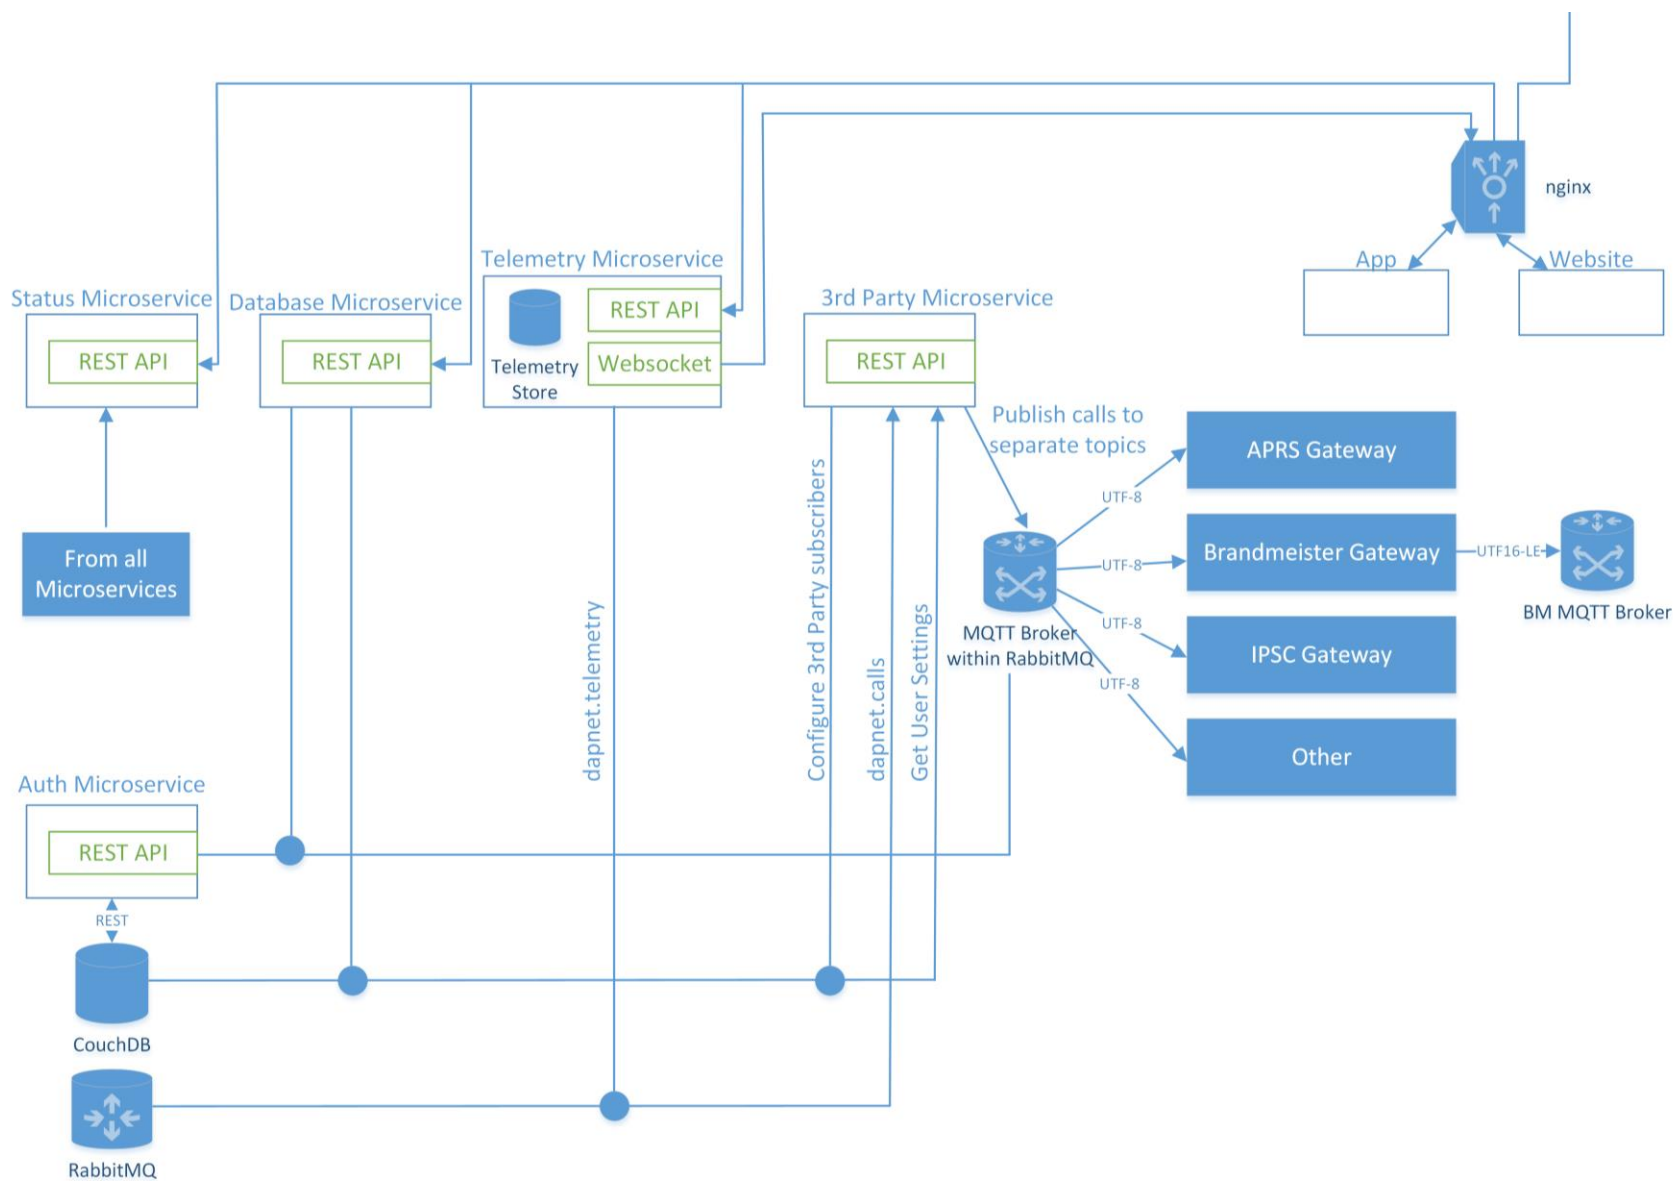 nginx
App
Website
Telemetry Microservice
Status Microservice
Database Microservice
3rd Party Microservice
REST API
REST API
REST API
Websocket
REST API
Telemetry
Store
Publish calls to
separate topics
APRS Gateway
UTF-8
From all
Microservices
Brandmeister Gateway
UTF16-LE
UTF-8
BM MQTT Broker
UTF-8
MQTT Broker
within RabbitMQ
IPSC Gateway
UTF-8
Other
dapnet.telemetry
Configure 3rd Party subscribers
dapnet.calls
Get User Settings
Auth Microservice
REST API
REST
CouchDB
RabbitMQ